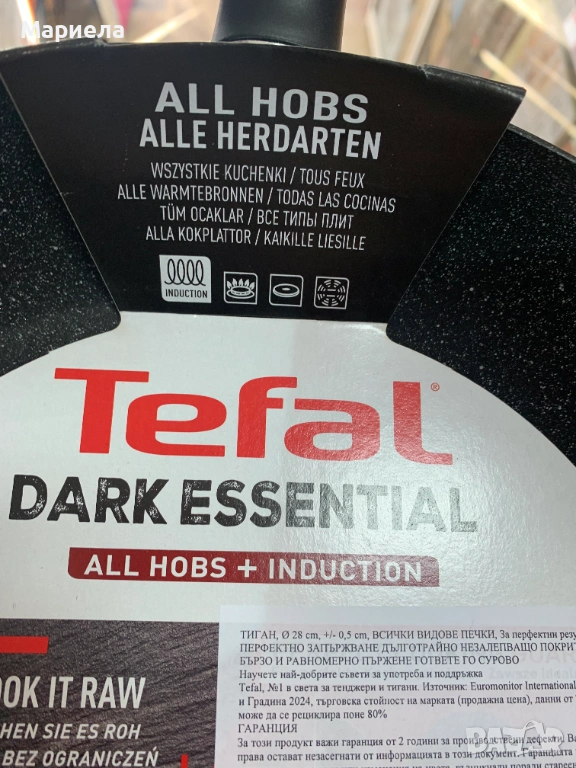 Мариела
ALL HOBS
ALLE HERDARTEN
WSZYSTKIE KUCHENKI / TOUS FEUX
ALLE WARMTEBRONNEN / TODAS LAS COCINAS
TÜM OCAKLAR / ВСЕ ТИПЫ ПЛИТ
ALLA KOKPLATTOR / KAIKILLE LIESILLE
INDUCTION
Tefal®
DARK ESSENTIAL
ALL HOBS + INDUCTION
ТИГАН, Ø 28 cm, +/- 0,5 cm, ВСИЧКИ ВИДОВЕ ПЕЧКИ, За перфектни резу
ПЕРФЕКТНО ЗАПЪРЖВАНЕ ДЪЛГОТРАЙНО НЕЗАЛЕПВАЩО ПОКРИТ
БЪРЗО И РАВНОМЕРНО ПЪРЖЕНЕ ГОТВЕТЕ ГО СУРОВО
Научете най-добрите съвети за употреба и поддръжка
Tefal, №1 в света за тенджери и тигани. Източник: Euromonitor International
и Градина 2024, търговска стойност на марката (продажна цена), данни от
може да се рециклира поне 80%
ГАРАНЦИЯ
За този продукт важи гаранция от 2 години за производствени дефекти.
права остават незасегнати от информацията в този документ. Гаранцията
OOK IT RAW
HEN SIE ES ROH
BEZ OGRANICZEŃ